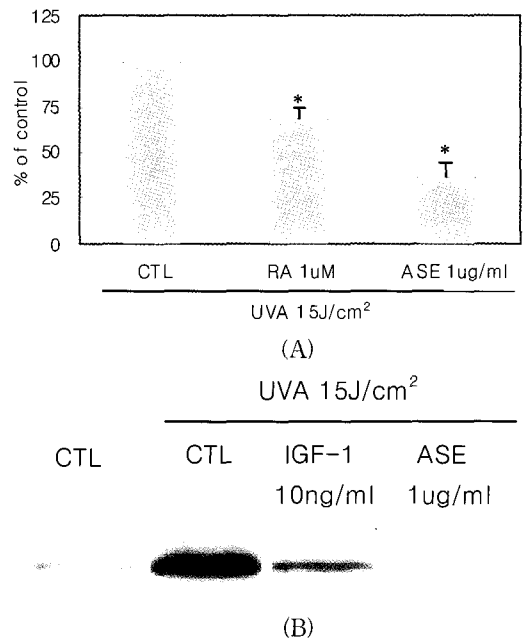 125
100
75
50
25
0
% of control
*
*
CTL RA 1uM ASE 1ug/ml
UVA 15J/cm²
(A)
UVA 15J/cm²
CTL CTL IGF-1 ASE
10ng/ml 1ug/ml
(B)